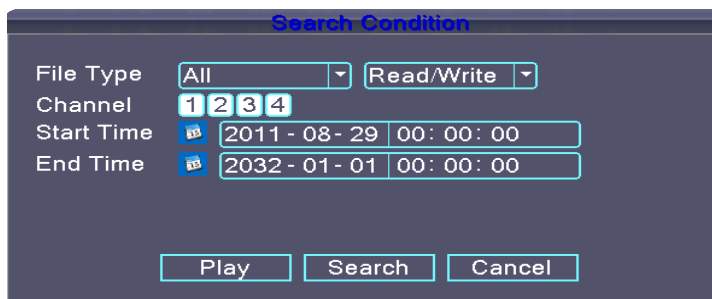 Search Condition
File Type All Read/Write
Channel 1 2 3 4
Start Time 2011 - 08 - 29 00 : 00 : 00
End Time 2032 - 01 - 01 00 : 00 : 00
Play Search Cancel